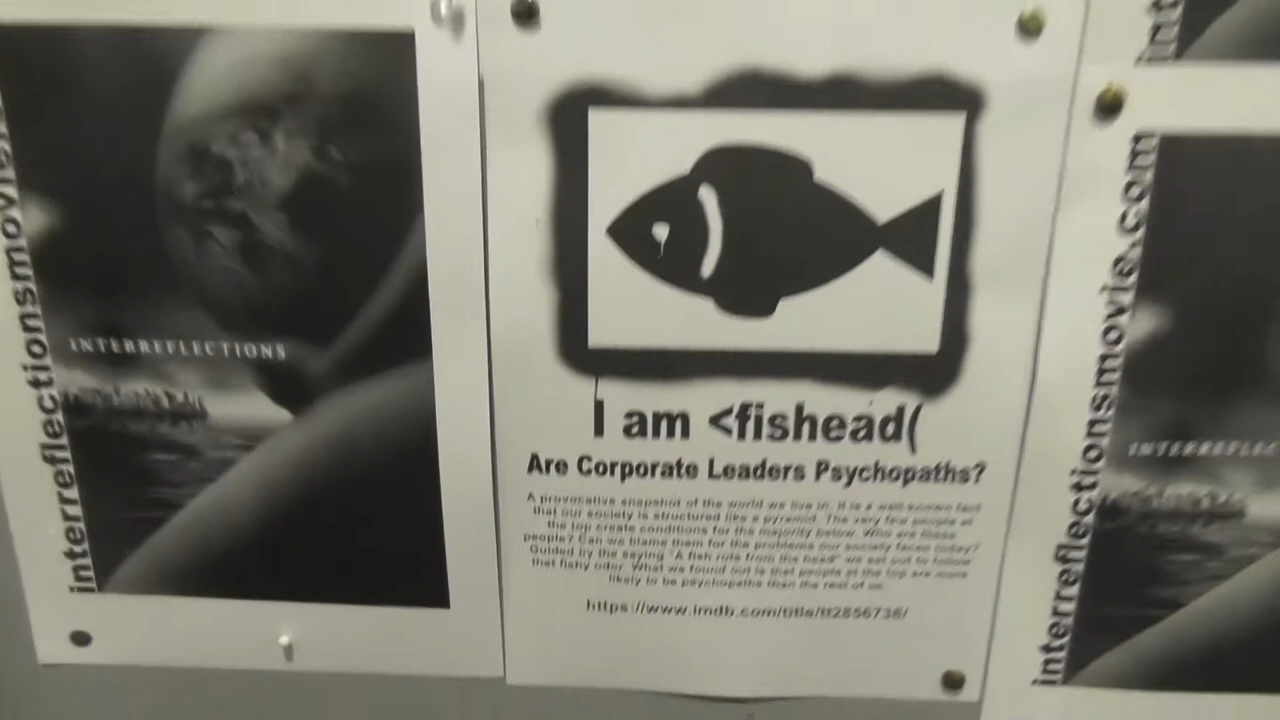 interreflectionsmovie.
INTERREFLECTIONS
I am <fishead(
Are Corporate Leaders Psychopaths?
A provocative snapshot of the world we live in. It is a well-known fact
that our society is structured like a pyramid. The very few people at
the top create conditions for the majority below. Who are these
people? Can we blame them for the problems our society faces today?
Guided by the saying "A fish rots from the head" we set out to follow
that fishy odor. What we found out is that people at the top are more
likely to be psychopaths than the rest of us.
https://www.imdb.com/title/tt2856738/
int
interreflectionsmovie.com
INTERREFLEC